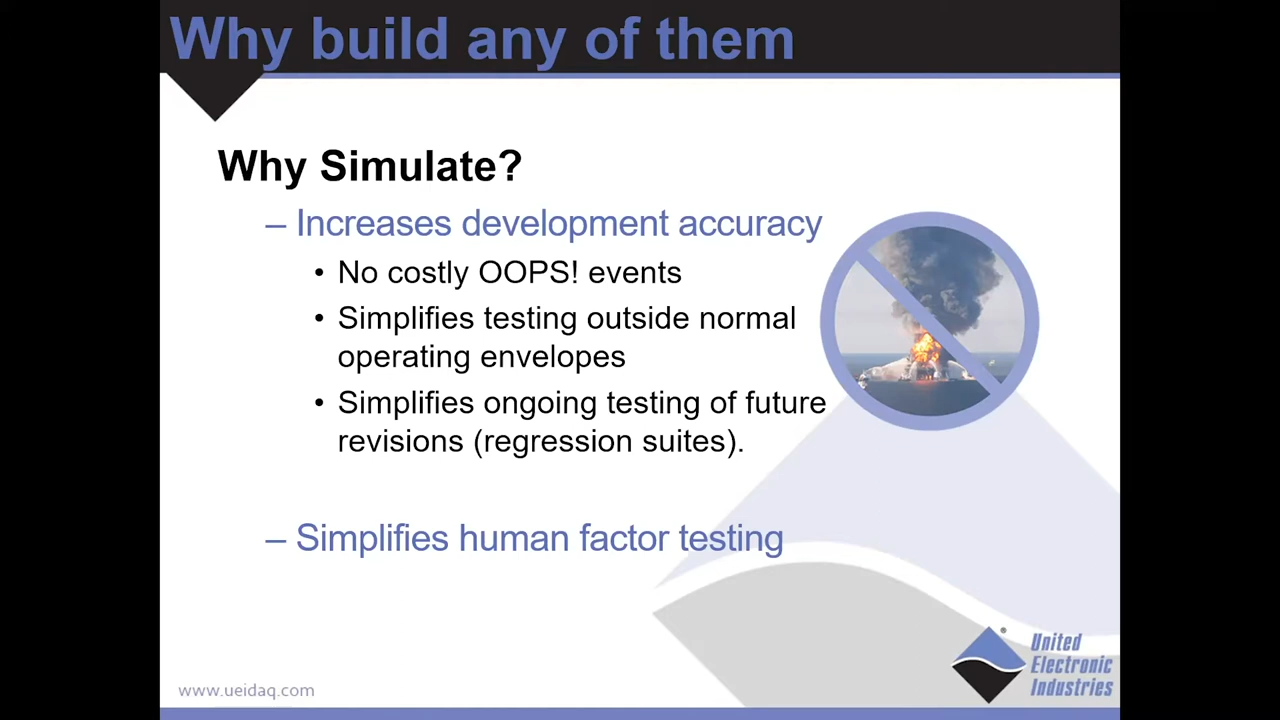 Why build any of them
Why Simulate?
– Increases development accuracy
• No costly OOPS! events
• Simplifies testing outside normal
operating envelopes
• Simplifies ongoing testing of future
revisions (regression suites).
– Simplifies human factor testing
www.ueidaq.com
®
United
Electronic
Industries